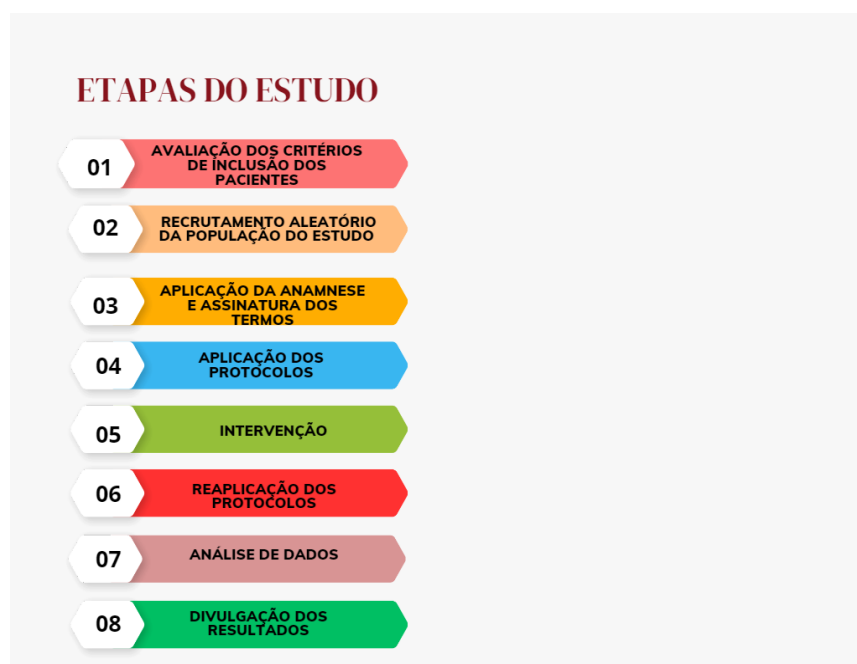 ETAPAS DO ESTUDO
01
AVALIAÇÃO DOS CRITÉRIOS
DE INCLUSÃO DOS
PACIENTES
02
RECRUTAMENTO ALEATÓRIO
DA POPULAÇÃO DO ESTUDO
03
APLICAÇÃO DA ANAMNESE
E ASSINATURA DOS
TERMOS
04
APLICAÇÃO DOS
PROTOCOLOS
05
INTERVENÇÃO
06
REAPLICAÇÃO DOS
PROTOCOLOS
07
ANÁLISE DE DADOS
08
DIVULGAÇÃO DOS
RESULTADOS